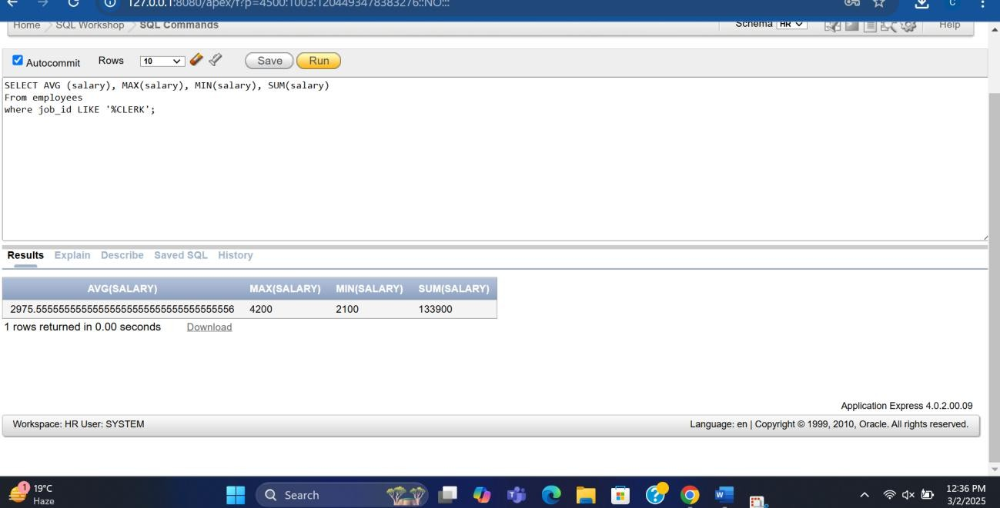 127.0.0.1:8080/apex/f?p=4500:1003:1204493478383276::NO:::
C
Home SQL Workshop SQL Commands Schema HR Help
Autocommit Rows 10 Save Run
SELECT AVG (salary), MAX(salary), MIN(salary), SUM(salary)
From employees
where job_id LIKE '%CLERK';
Results Explain Describe Saved SQL History
AVG(SALARY) MAX(SALARY) MIN(SALARY) SUM(SALARY)
2975.55555555555555555555555555555555556 4200 2100 133900
1 rows returned in 0.00 seconds Download
Application Express 4.0.2.00.09
Workspace: HR User: SYSTEM Language: en | Copyright © 1999, 2010, Oracle. All rights reserved.
1 19°C Search 12:36 PM
Haze 3/2/2025